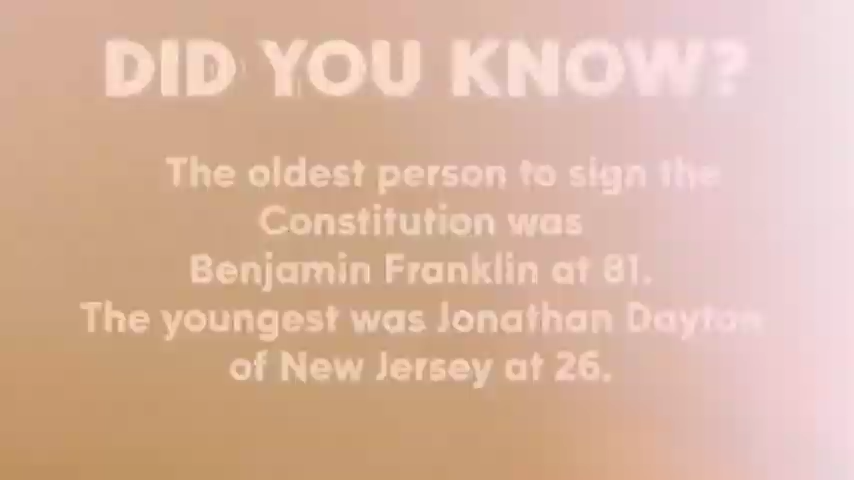 DID YOU KNOW?
The oldest person to sign the
Constitution was
Benjamin Franklin at 81.
The youngest was Jonathan Dayton
of New Jersey at 26.